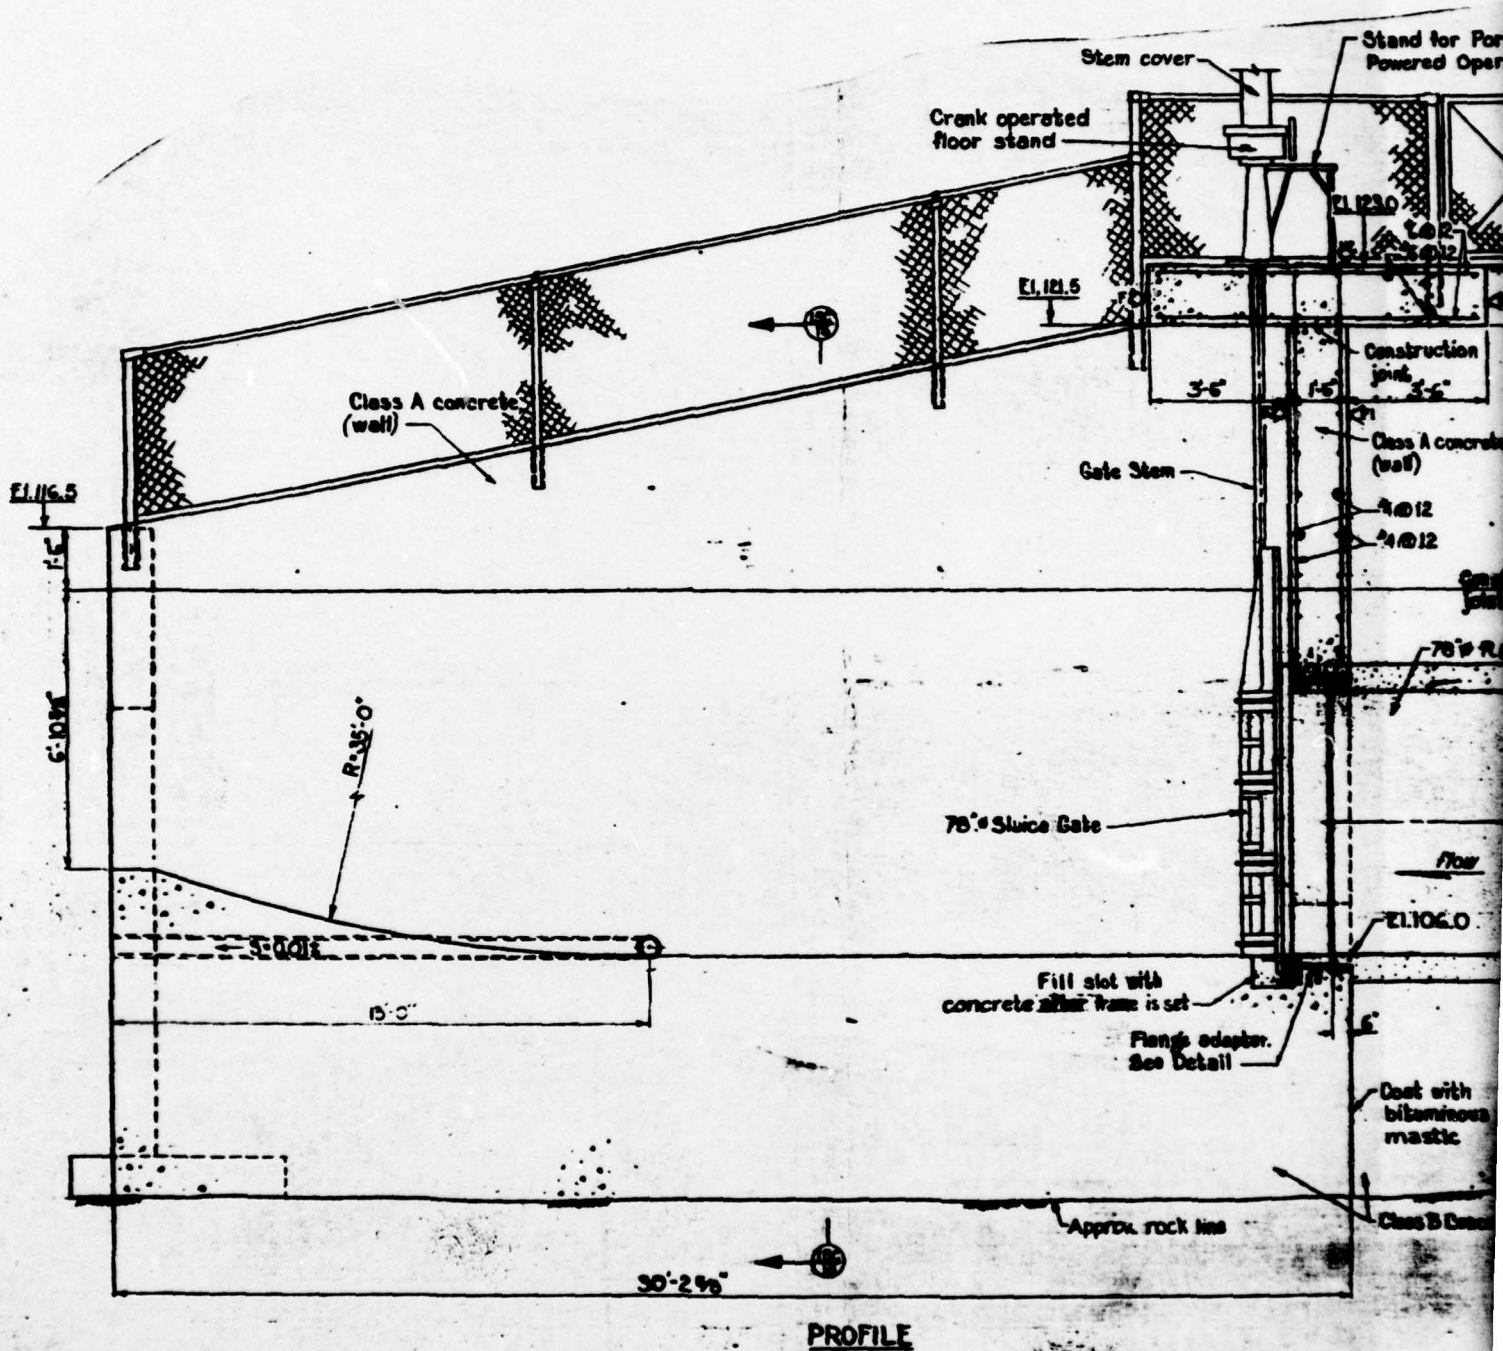 Stem cover
Stand for Por
Powered Oper
Crank operated
floor stand
El.123.0
El.121.5
Construction
joint
3'-6"
1'-5"
3'-6"
Class A concrete
(wall)
Class A concrete
(wall)
Gate Stem
El.116.5
#4@12
#4@12
1'-5"
78"ø R.
R=35'-0"
78"ø Sluice Gate
flow
El.106.0
S=0.01±
Fill slot with
concrete after frame is set
15'-0"
6"
Flange adapter.
See Detail
Coat with
bituminous
mastic
Approx. rock line
Class B Conc
PROFILE